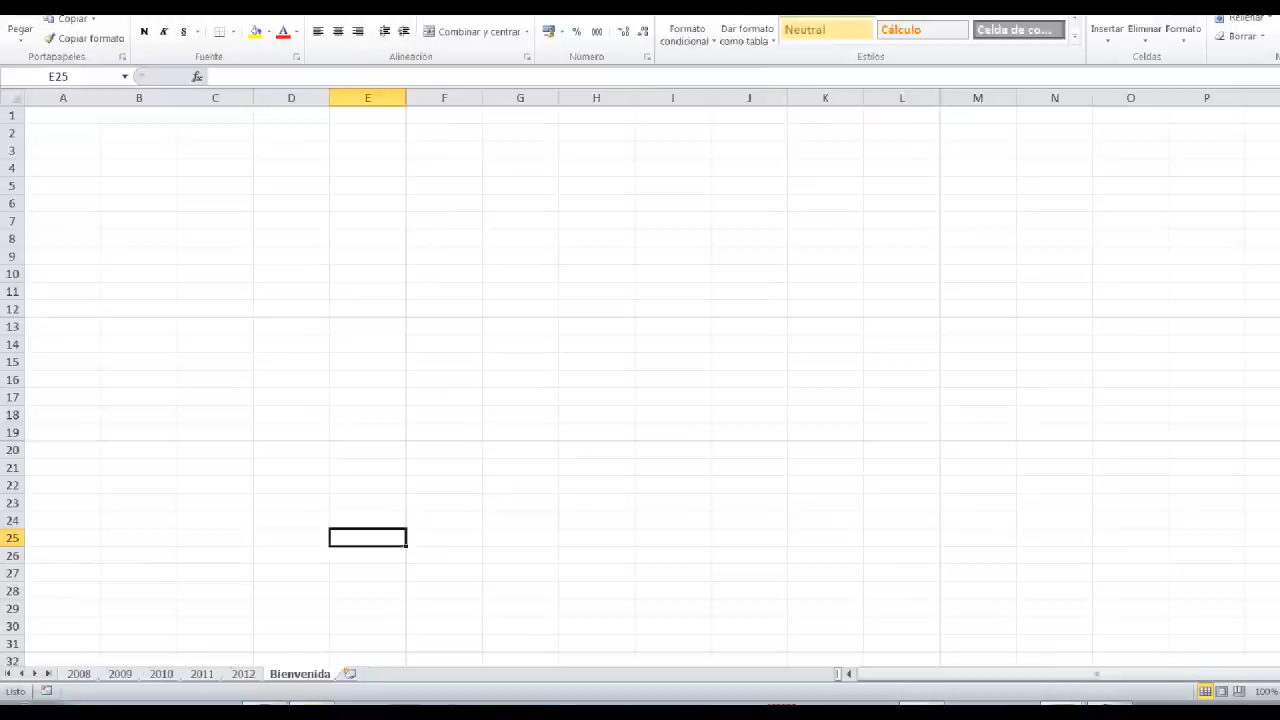 Copiar
Pegar
Copiar formato
N K S
Combinar y centrar
% 000
Formato condicional
Dar formato como tabla
Neutral
Cálculo
Celda de co...
Insertar Eliminar Formato
Rellenar
Borrar
Portapapeles
Fuente
Alineación
Número
Estilos
Celdas
E25
fx
A B C D E F G H I J K L M N O P
1
2
3
4
5
6
7
8
9
10
11
12
13
14
15
16
17
18
19
20
21
22
23
24
25
26
27
28
29
30
31
32
2008 2009 2010 2011 2012 Bienvenida
Listo
100%